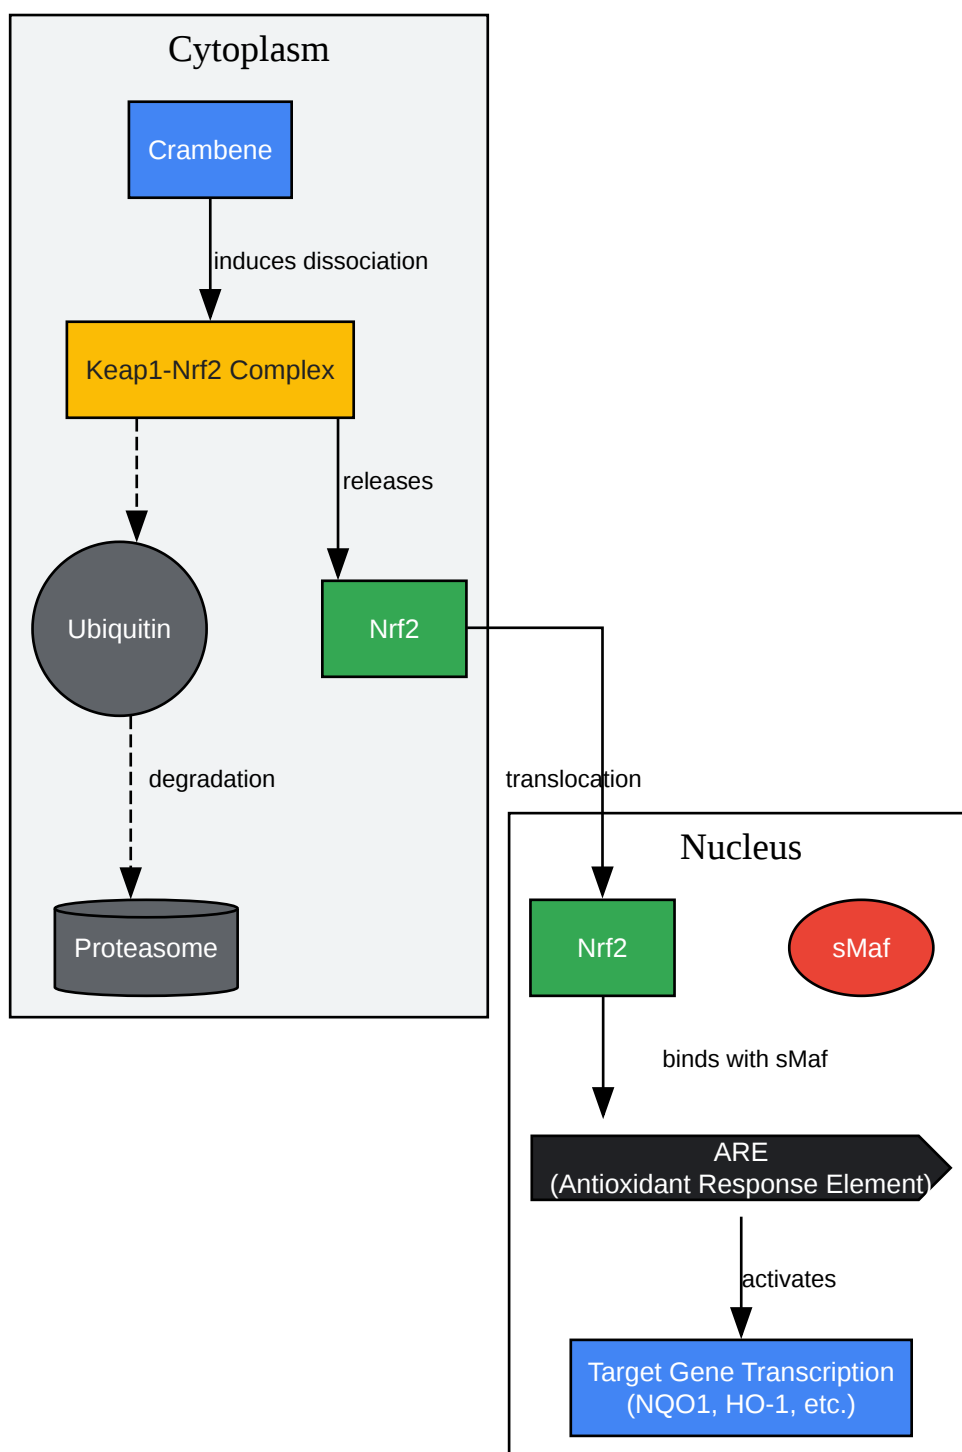 Cytoplasm
Crambene
induces dissociation
Keap1-Nrf2 Complex
releases
Ubiquitin
Nrf2
degradation
translocation
Proteasome
Nucleus
Nrf2
sMaf
binds with sMaf
ARE
(Antioxidant Response Element)
activates
Target Gene Transcription
(NQO1, HO-1, etc.)